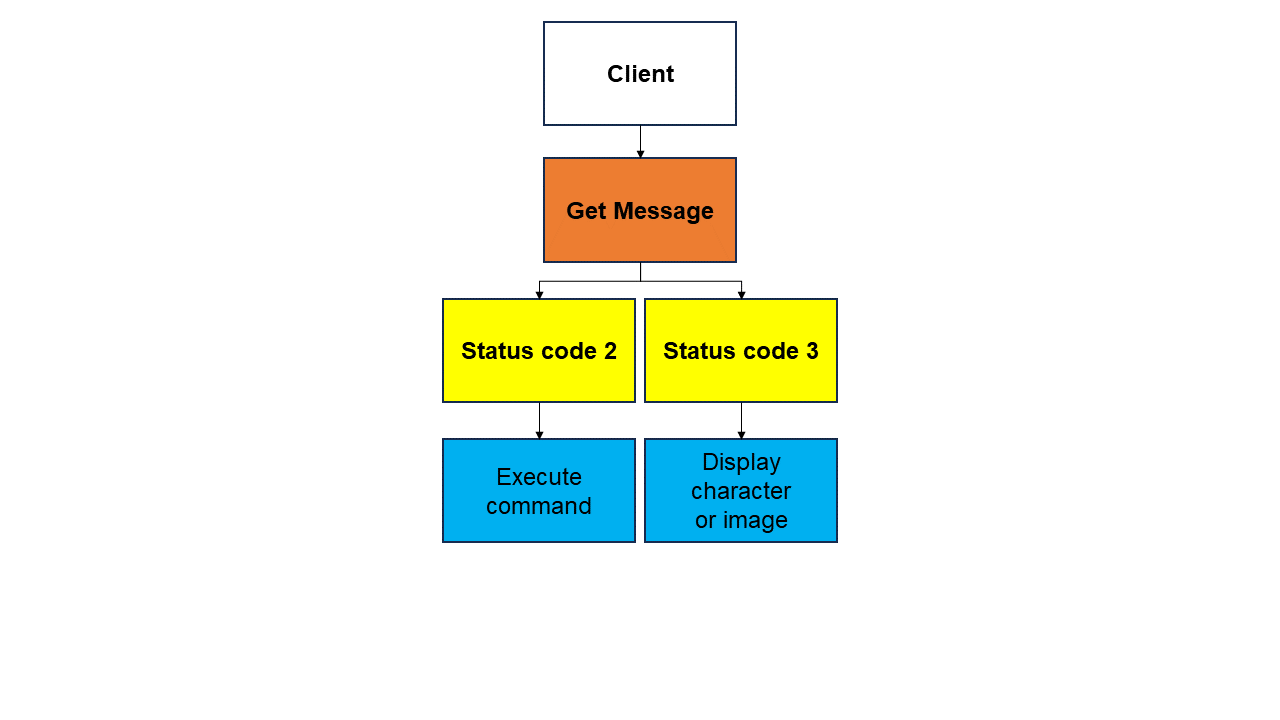 Client
Get Message
Status code 2
Status code 3
Execute
command
Display
character
or image